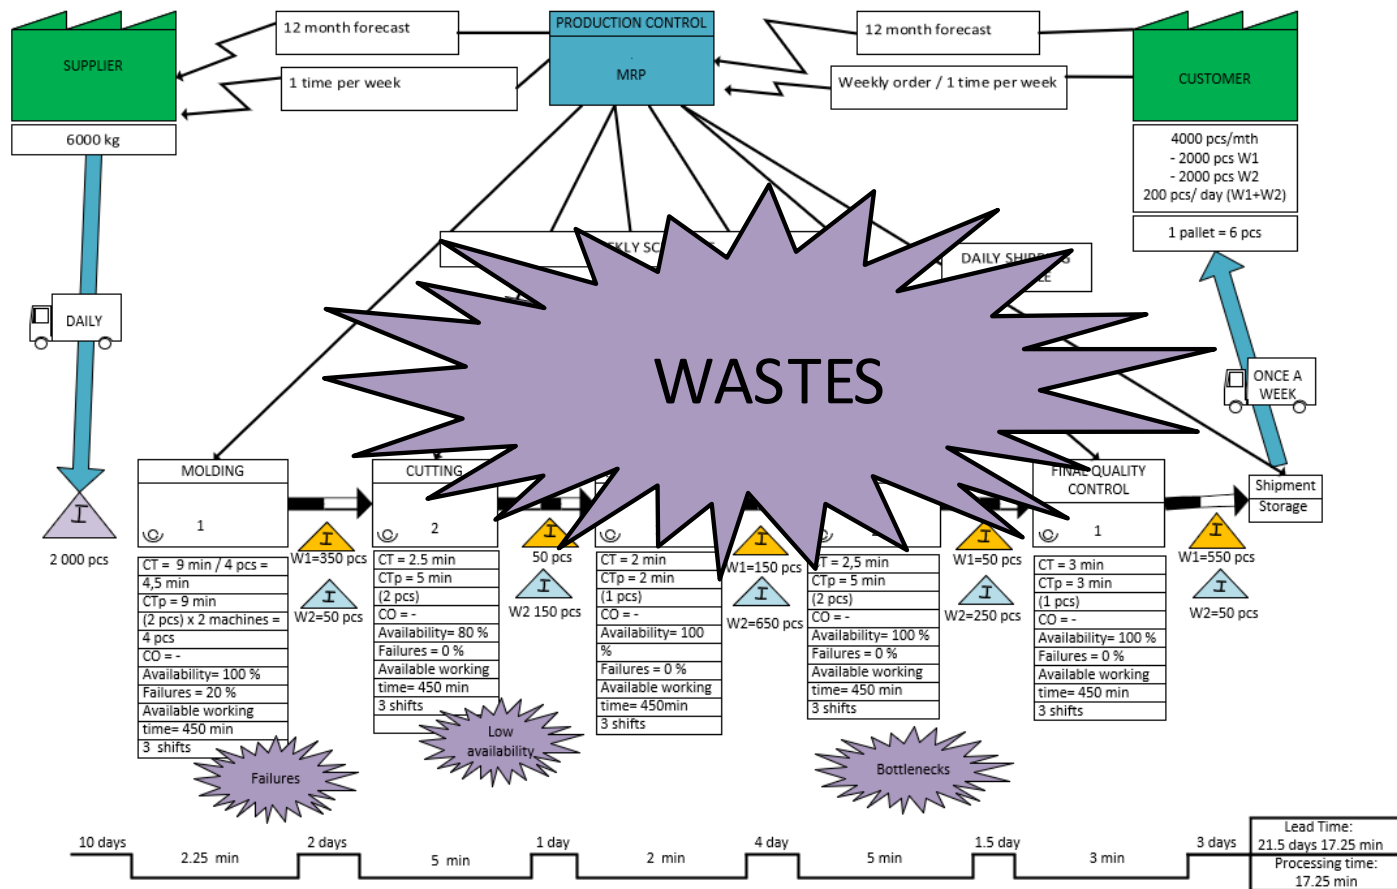 SUPPLIER
6000 kg
12 month forecast
1 time per week
PRODUCTION CONTROL
.
MRP
12 month forecast
Weekly order / 1 time per week
CUSTOMER
4000 pcs/mth
- 2000 pcs W1
- 2000 pcs W2
200 pcs/ day (W1+W2)
1 pallet = 6 pcs
DAILY SHIPPING
DAILY
ONCE A
WEEK
WASTES
I
2 000 pcs
MOLDING
1
CT = 9 min / 4 pcs =
4,5 min
CTp = 9 min
(2 pcs) x 2 machines =
4 pcs
CO = -
Availability= 100 %
Failures = 20 %
Available working
time= 450 min
3 shifts
Failures
I
W1=350 pcs
I
W2=50 pcs
CUTTING
2
CT = 2.5 min
CTp = 5 min
(2 pcs)
CO = -
Availability= 80 %
Failures = 0 %
Available working
time= 450 min
3 shifts
Low
availability
I
50 pcs
I
W2 150 pcs
CT = 2 min
CTp = 2 min
(1 pcs)
CO = -
Availability= 100
%
Failures = 0 %
Available working
time= 450min
3 shifts
I
W1=150 pcs
I
W2=650 pcs
CT = 2,5 min
CTp = 5 min
(2 pcs)
CO = -
Availability= 100 %
Failures = 0 %
Available working
time= 450 min
3 shifts
Bottlenecks
I
W1=50 pcs
I
W2=250 pcs
FINAL QUALITY
CONTROL
1
CT = 3 min
CTp = 3 min
(1 pcs)
CO = -
Availability= 100 %
Failures = 0 %
Available working
time= 450 min
3 shifts
I
W1=550 pcs
I
W2=50 pcs
Shipment
Storage
10 days
2.25 min
2 days
5 min
1 day
2 min
4 day
5 min
1.5 day
3 min
3 days
Lead Time:
21.5 days 17.25 min
Processing time:
17.25 min